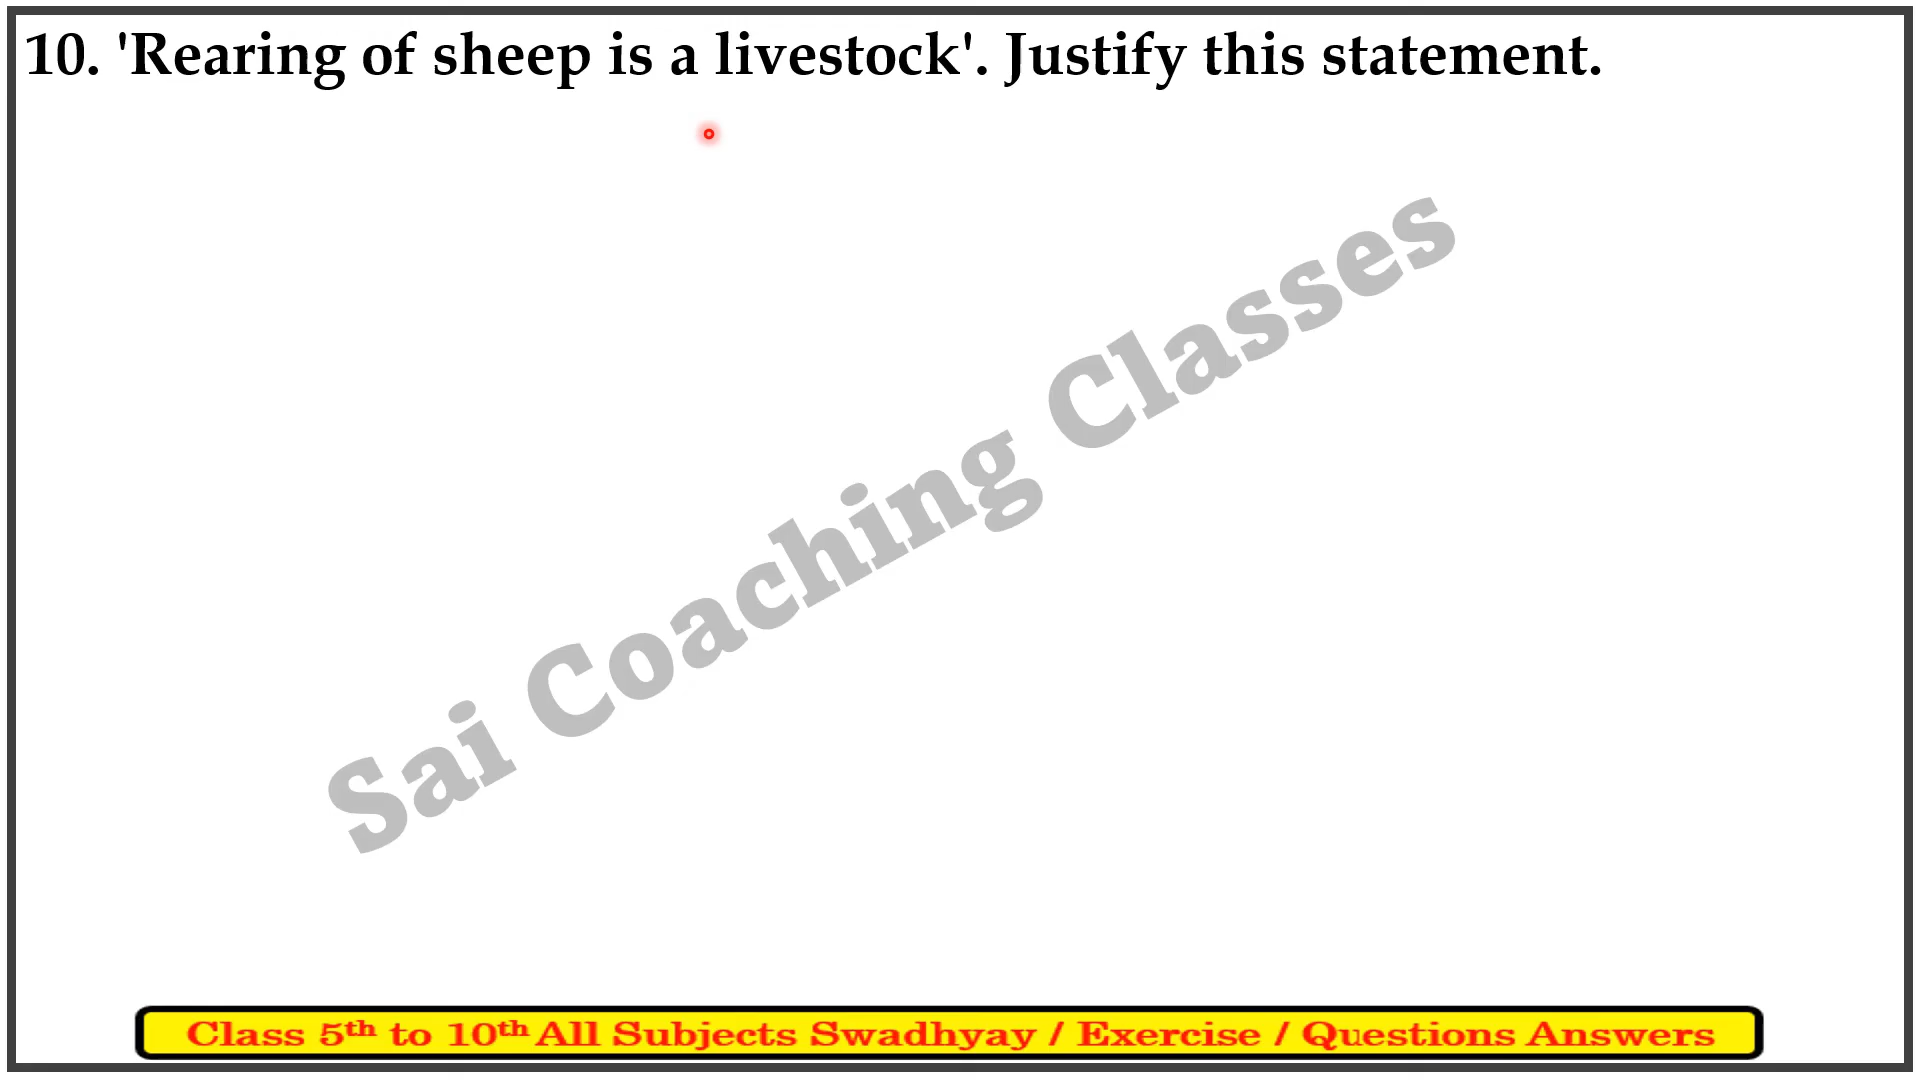 10. 'Rearing of sheep is a livestock'. Justify this statement.
Sai Coaching Classes
Class 5th to 10th All Subjects Swadhyay / Exercise / Questions Answers